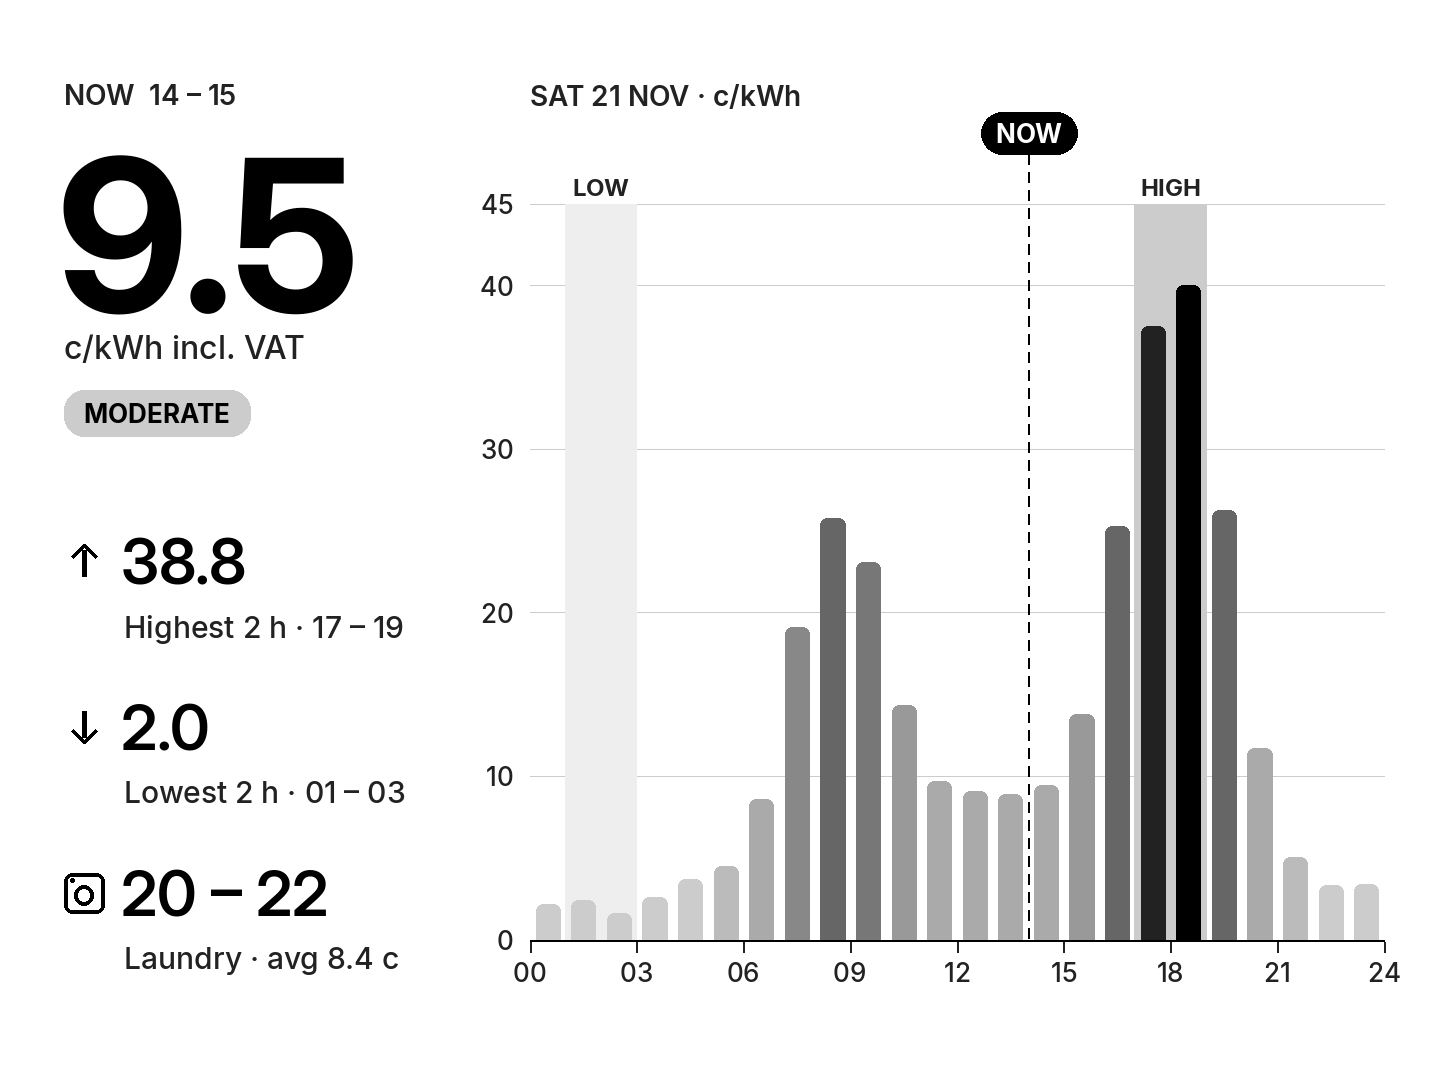 NOW 14 – 15
9.5
c/kWh incl. VAT
MODERATE
38.8
Highest 2 h · 17 – 19
2.0
Lowest 2 h · 01 – 03
20 – 22
Laundry · avg 8.4 c
SAT 21 NOV · c/kWh
NOW
LOW
HIGH
45
40
30
20
10
0
00 03 06 09 12 15 18 21 24